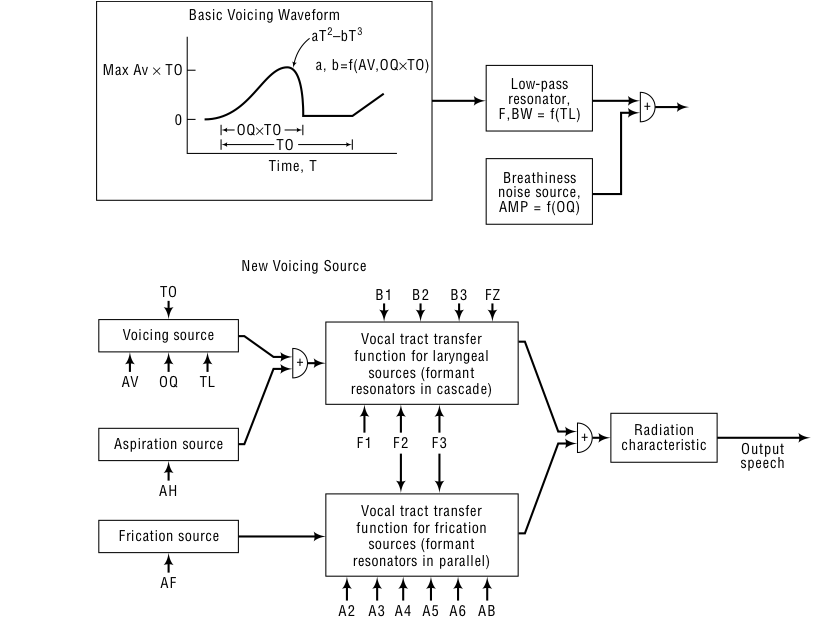 Basic Voicing Waveform
aT²–bT³
Max Av × TO
a, b=f(AV,OQ×TO)
0
OQ×TO
TO
Time, T
Low-pass
resonator,
F,BW = f(TL)
+
Breathiness
noise source,
AMP = f(OQ)
New Voicing Source
TO
B1 B2 B3 FZ
Voicing source
AV OQ TL
+
Vocal tract transfer
function for laryngeal
sources (formant
resonators in cascade)
Aspiration source
AH
F1 F2 F3
+
Radiation
characteristic
Output
speech
Frication source
AF
Vocal tract transfer
function for frication
sources (formant
resonators in parallel)
A2 A3 A4 A5 A6 AB